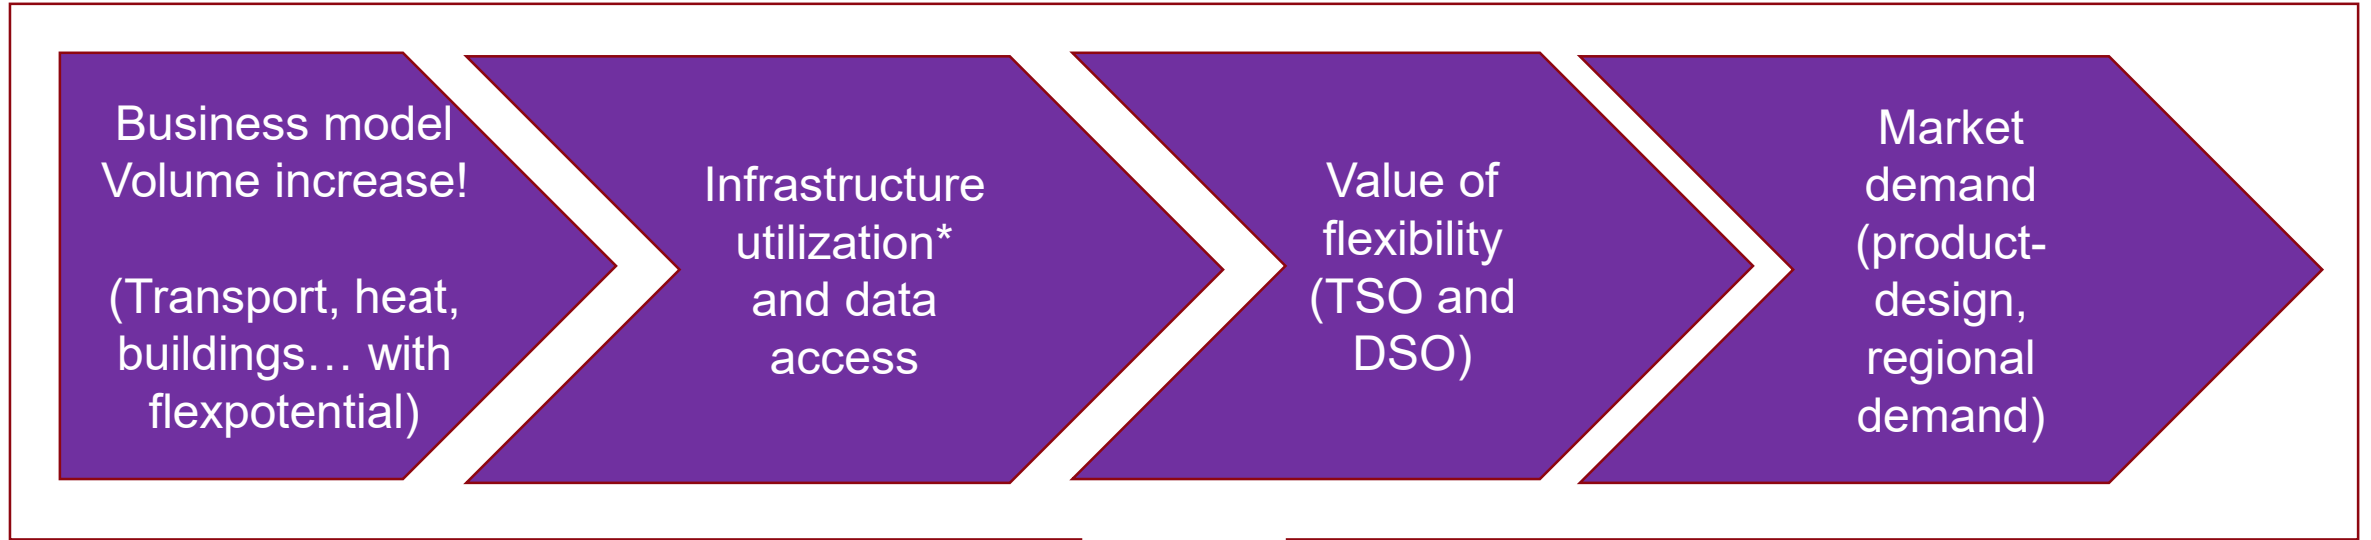 Business model
Volume increase!
(Transport, heat,
buildings… with
flexpotential)
Infrastructure
utilization*
and data
access
Value of
flexibility
(TSO and
DSO)
Market
demand
(product-
design,
regional
demand)